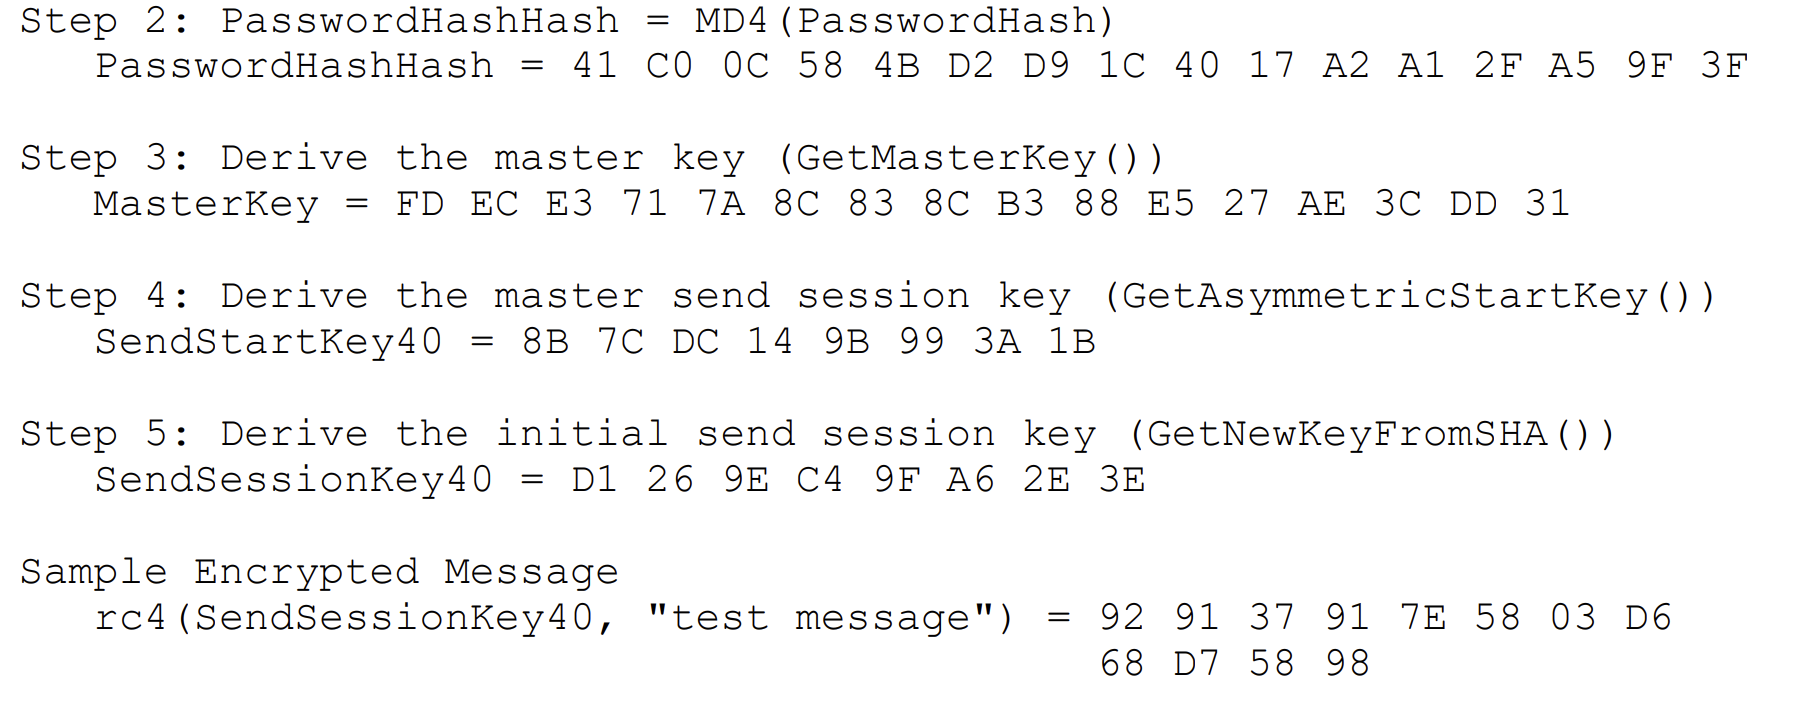 Step 2: PasswordHashHash = MD4(PasswordHash)
PasswordHashHash = 41 C0 0C 58 4B D2 D9 1C 40 17 A2 A1 2F A5 9F 3F
Step 3: Derive the master key (GetMasterKey())
MasterKey = FD EC E3 71 7A 8C 83 8C B3 88 E5 27 AE 3C DD 31
Step 4: Derive the master send session key (GetAsymmetricStartKey())
SendStartKey40 = 8B 7C DC 14 9B 99 3A 1B
Step 5: Derive the initial send session key (GetNewKeyFromSHA())
SendSessionKey40 = D1 26 9E C4 9F A6 2E 3E
Sample Encrypted Message
rc4(SendSessionKey40, "test message") = 92 91 37 91 7E 58 03 D6
68 D7 58 98